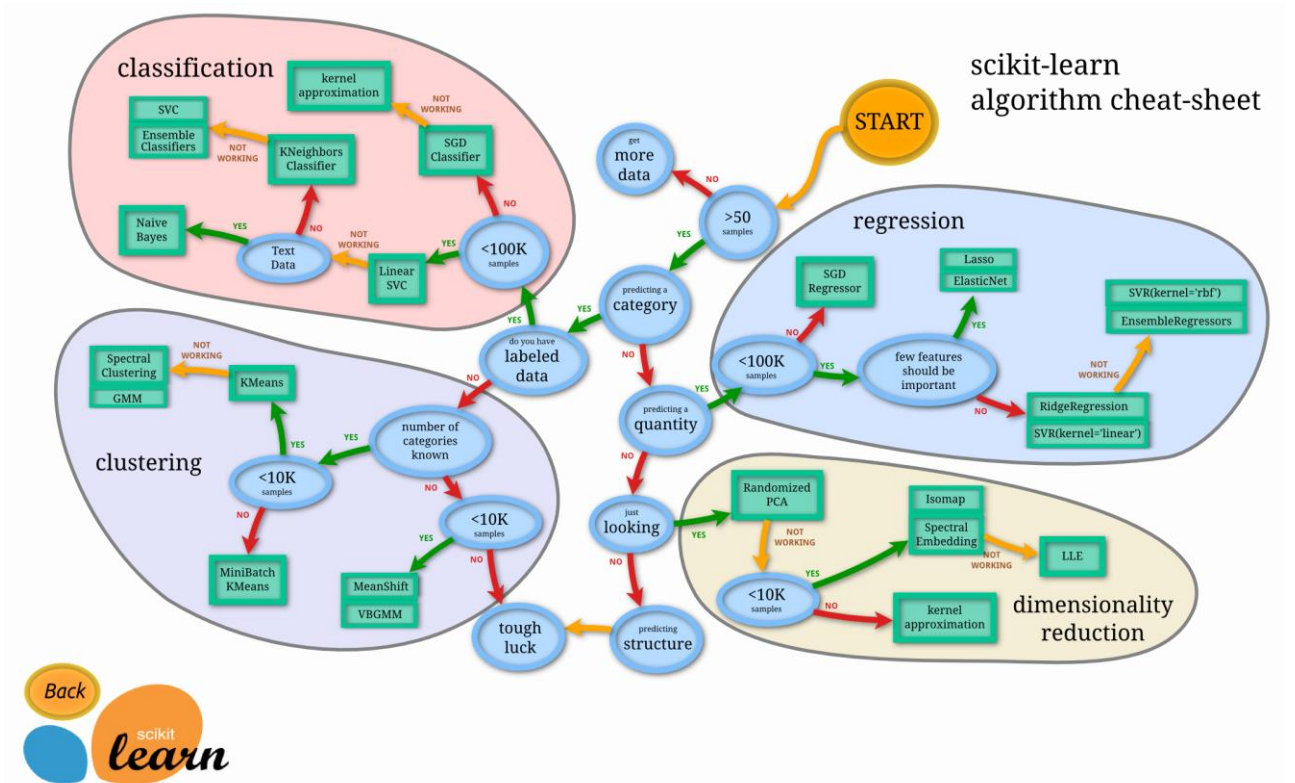 scikit-learn
algorithm cheat-sheet
START
classification
kernel
approximation
NOT
WORKING
SVC
Ensemble
Classifiers
NOT
WORKING
KNeighbors
Classifier
SGD
Classifier
NO
Naive
Bayes
YES
Text
Data
NO
NOT
WORKING
Linear
SVC
YES
<100K
samples
YES
get
more
data
NO
>50
samples
YES
predicting a
category
YES
do you have
labeled
data
NO
NO
regression
SGD
Regressor
NO
<100K
samples
YES
Lasso
ElasticNet
YES
few features
should be
important
NO
SVR(kernel='rbf')
EnsembleRegressors
NOT
WORKING
RidgeRegression
SVR(kernel='linear')
predicting a
quantity
YES
NO
clustering
Spectral
Clustering
GMM
NOT
WORKING
KMeans
YES
<10K
samples
YES
number of
categories
known
NO
NO
MiniBatch
KMeans
<10K
samples
YES
MeanShift
VBGMM
NO
just
looking
YES
NO
Randomized
PCA
NOT
WORKING
<10K
samples
YES
Isomap
Spectral
Embedding
NOT
WORKING
LLE
NO
kernel
approximation
dimensionality
reduction
tough
luck
predicting
structure
Back
scikit
learn